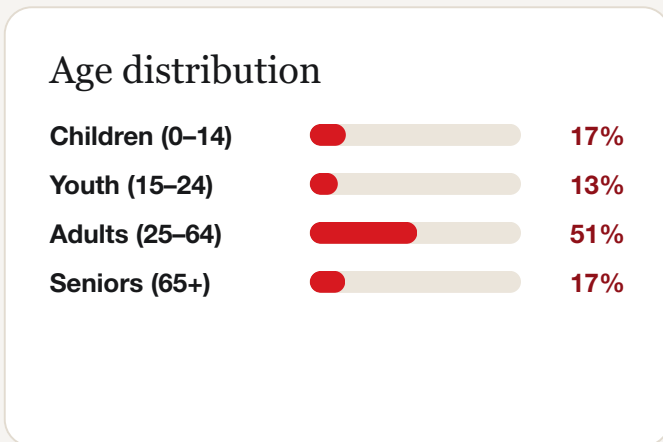 Age distribution
Children (0–14) 17%
Youth (15–24) 13%
Adults (25–64) 51%
Seniors (65+) 17%